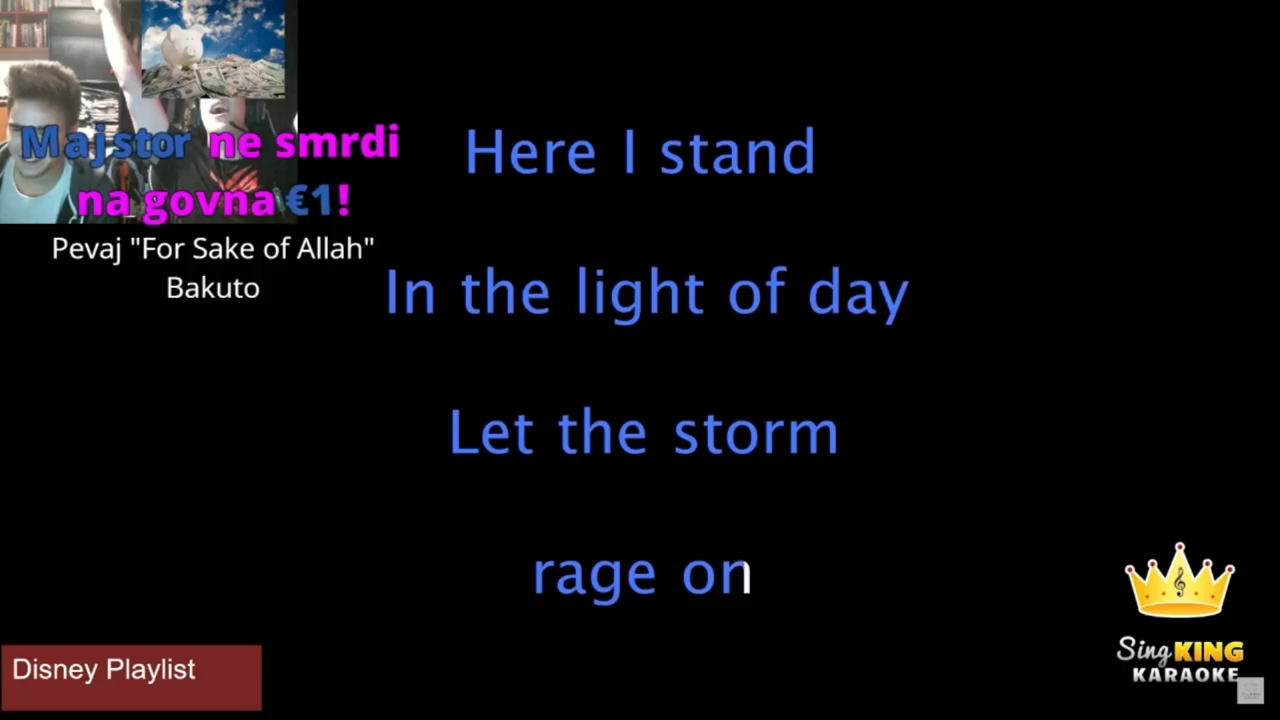 Majstor ne smrdi
na govna €1!
Pevaj "For Sake of Allah"
Bakuto
Here I stand
In the light of day
Let the storm
rage on
Disney Playlist
Sing KING
KARAOKE